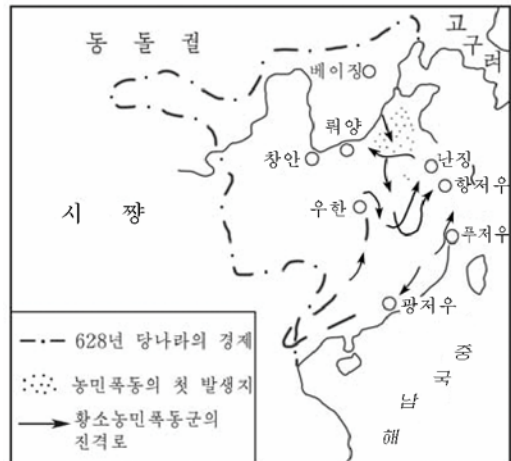 동 돌 궐
고구려
베이징
뤄양
창안
난징
항저우
시 짱
우한
푸저우
광저우
중국남해
628년 당나라의 경제
농민폭동의 첫 발생지
황소농민폭동군의
진격로